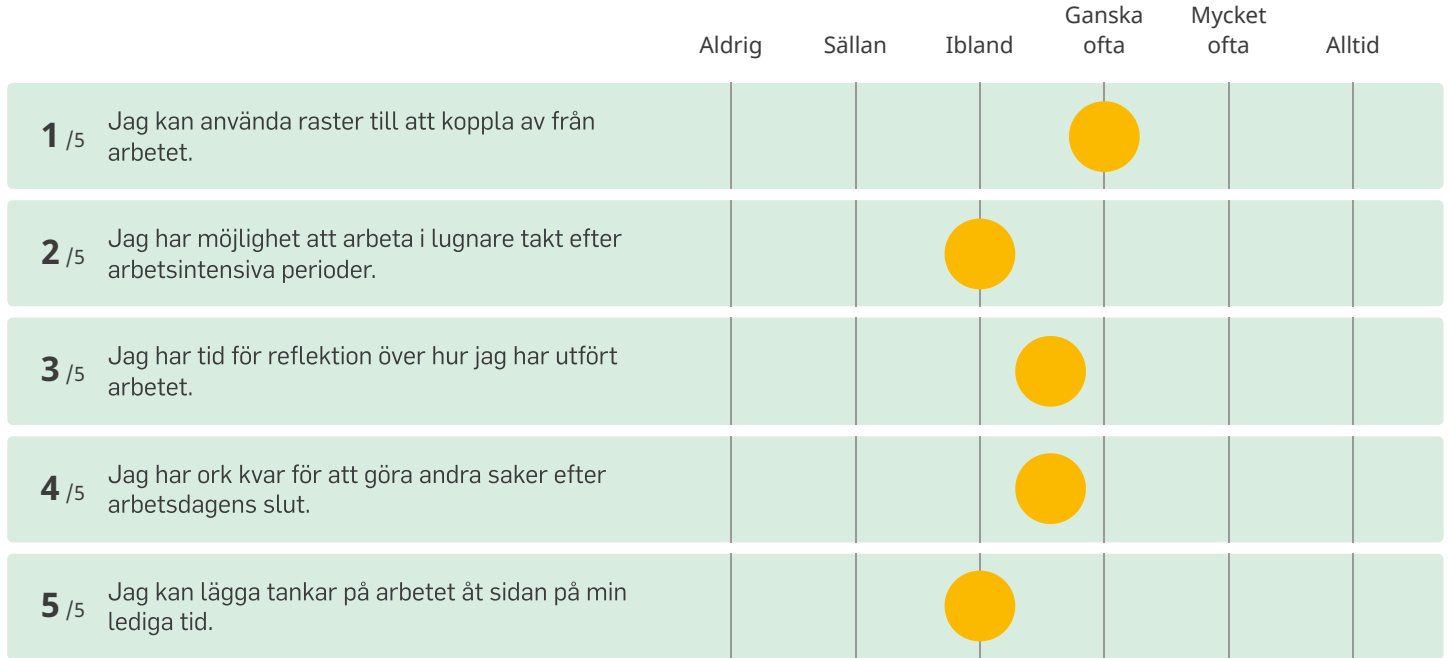 Aldrig Sällan Ibland Ganska ofta Mycket ofta Alltid
1 /5 Jag kan använda raster till att koppla av från
arbetet.
2 /5 Jag har möjlighet att arbeta i lugnare takt efter
arbetsintensiva perioder.
3 /5 Jag har tid för reflektion över hur jag har utfört
arbetet.
4 /5 Jag har ork kvar för att göra andra saker efter
arbetsdagens slut.
5 /5 Jag kan lägga tankar på arbetet åt sidan på min
lediga tid.